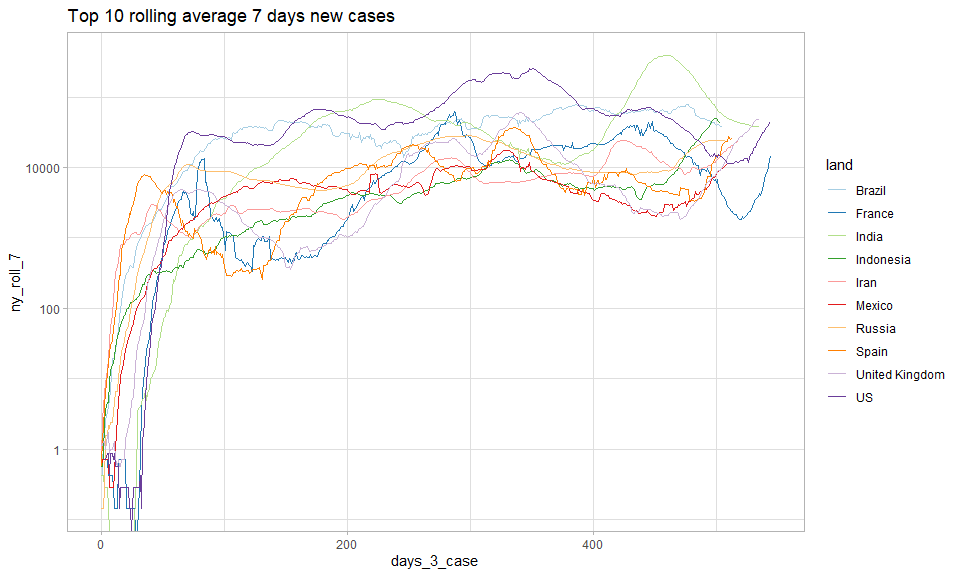 Top 10 rolling average 7 days new cases
ny_roll_7
10000
100
1
0
200
400
days_3_case
land
Brazil
France
India
Indonesia
Iran
Mexico
Russia
Spain
United Kingdom
US